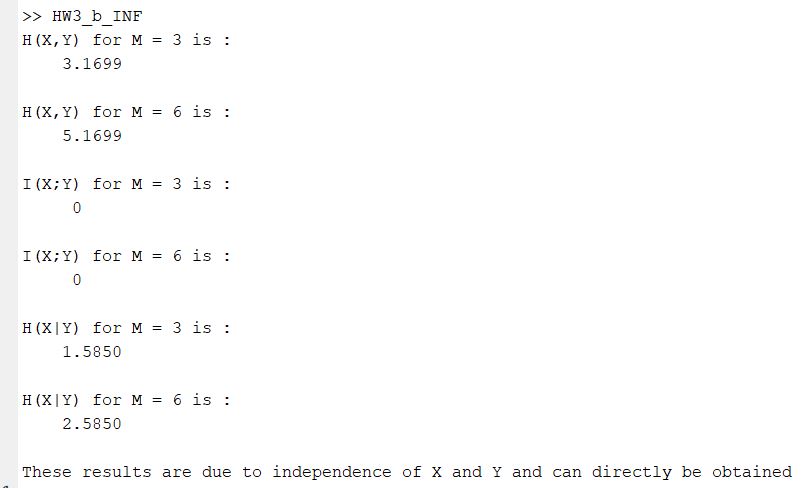 >> HW3_b_INF
H(X,Y) for M = 3 is :
3.1699
H(X,Y) for M = 6 is :
5.1699
I(X;Y) for M = 3 is :
0
I(X;Y) for M = 6 is :
0
H(X|Y) for M = 3 is :
1.5850
H(X|Y) for M = 6 is :
2.5850
These results are due to independence of X and Y and can directly be obtained